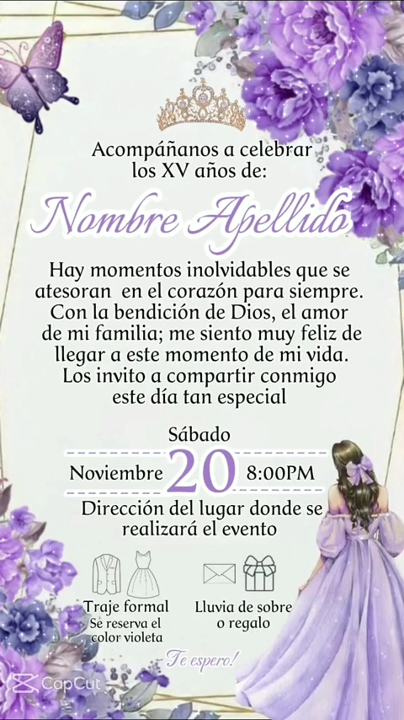 Acompáñanos a celebrar
los XV años de:
Nombre Apellido
Hay momentos inolvidables que se
atesoran en el corazón para siempre.
Con la bendición de Dios, el amor
de mi familia; me siento muy feliz de
llegar a este momento de mi vida.
Los invito a compartir conmigo
este día tan especial
Sábado
Noviembre 20 8:00PM
Dirección del lugar donde se
realizará el evento
Traje formal
Se reserva el
color violeta
Lluvia de sobre
o regalo
Te espero!
CapCut